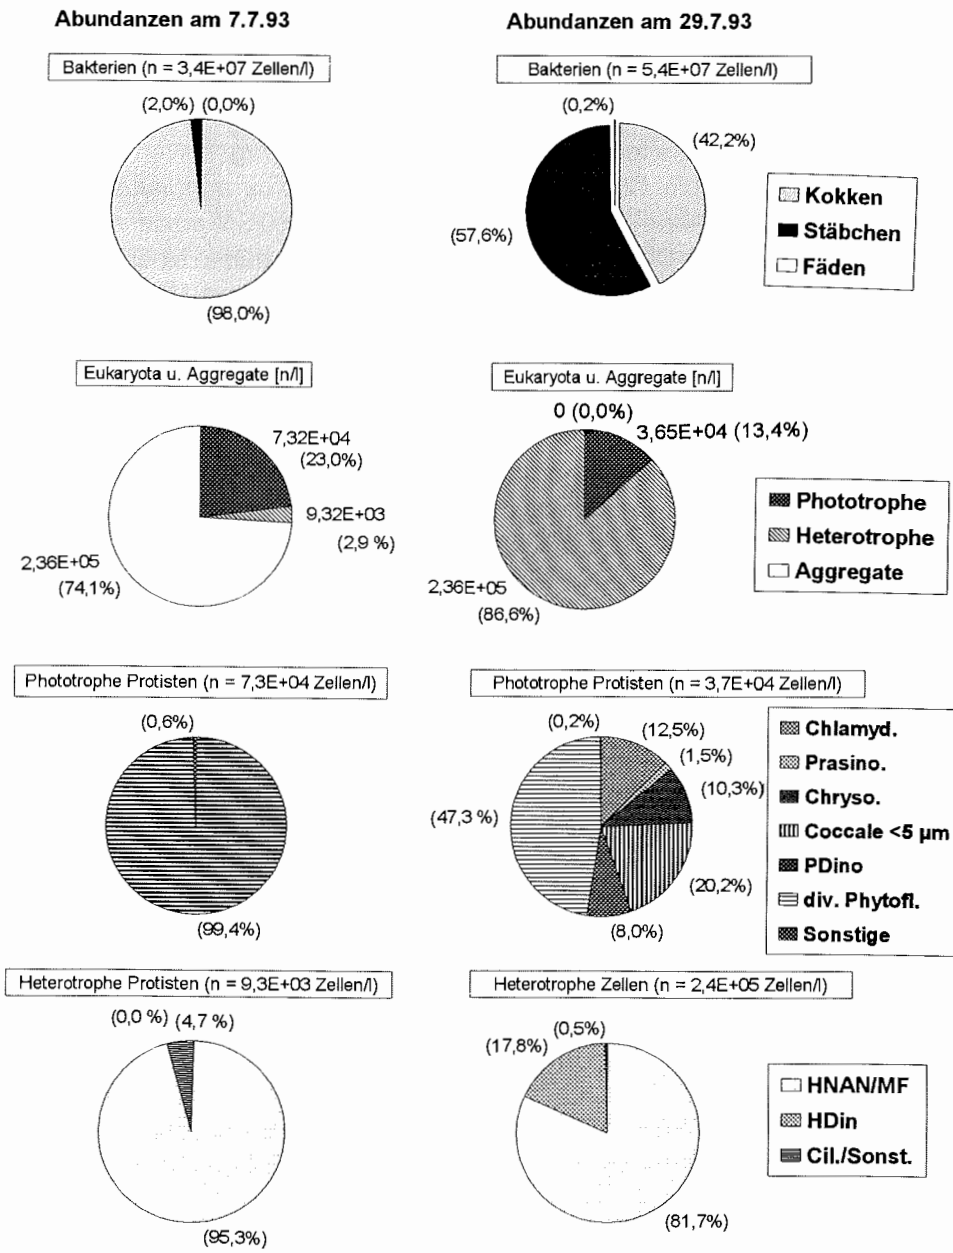 Abundanzen am 7.7.93
Abundanzen am 29.7.93
Bakterien (n = 3,4E+07 Zellen/l)
(2,0%) (0,0%)
(98,0%)
Bakterien (n = 5,4E+07 Zellen/l)
(0,2%)
(42,2%)
(57,6%)
Kokken
Stäbchen
Fäden
Eukaryota u. Aggregate [n/l]
7,32E+04
(23,0%)
9,32E+03
(2,9 %)
2,36E+05
(74,1%)
Eukaryota u. Aggregate [n/l]
0 (0,0%)
3,65E+04 (13,4%)
2,36E+05
(86,6%)
Phototrophe
Heterotrophe
Aggregate
Phototrophe Protisten (n = 7,3E+04 Zellen/l)
(0,6%)
(99,4%)
Phototrophe Protisten (n = 3,7E+04 Zellen/l)
(0,2%)
(12,5%)
(1,5%)
(10,3%)
(47,3 %)
(20,2%)
(8,0%)
Chlamyd.
Prasino.
Chryso.
Coccale <5 µm
PDino
div. Phytofl.
Sonstige
Heterotrophe Protisten (n = 9,3E+03 Zellen/l)
(0,0 %) (4,7 %)
(95,3%)
Heterotrophe Zellen (n = 2,4E+05 Zellen/l)
(0,5%)
(17,8%)
(81,7%)
HNAN/MF
HDin
Cil./Sonst.